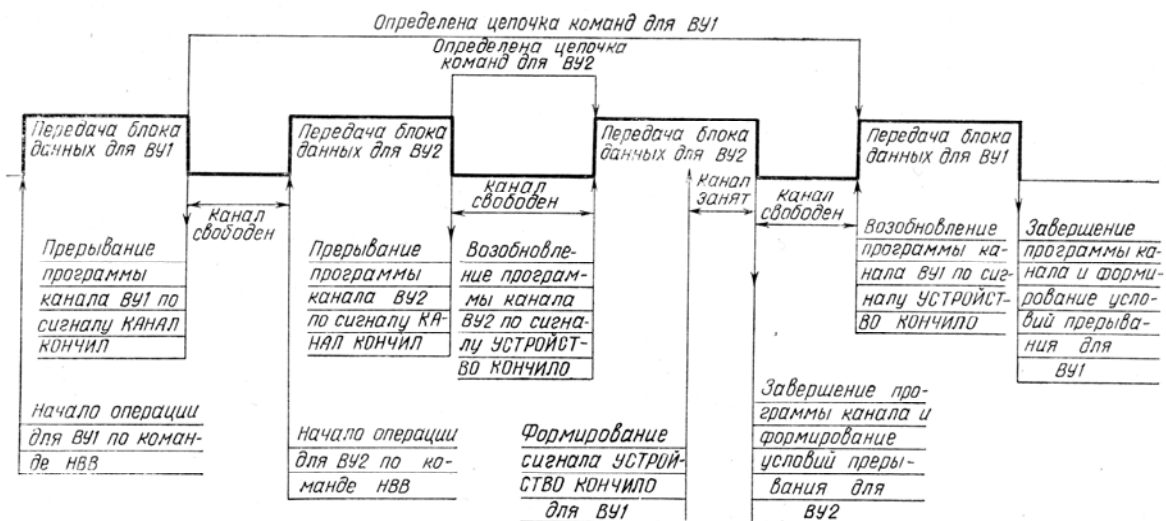 Определена цепочка команд для ВУ1
Определена цепочка
команд для ВУ2
Передача блока
данных для ВУ1
Передача блока
данных для ВУ2
Передача блока
данных для ВУ2
Передача блока
данных для ВУ1
Канал
свободен
Канал
свободен
Канал
занят
Канал
свободен
Прерывание
программы
канала ВУ1 по
сигналу КАНАЛ
КОНЧИЛ
Прерывание
программы
канала ВУ2
по сигналу КА-
НАЛ КОНЧИЛ
Возобновле-
ние програм-
мы канала
ВУ2 по сигна-
лу УСТРОЙСТ-
ВО КОНЧИЛО
Возобновление
программы ка-
нала ВУ1 по сиг-
налу УСТРОЙСТ-
ВО КОНЧИЛО
Завершение
программы ка-
нала и форми-
рование усло-
вий прерыва-
ния для
ВУ1
Начало операции
для ВУ1 по коман-
де НВВ
Начало операции
для ВУ2 по ко-
манде НВВ
Формирование
сигнала УСТРОЙ-
СТВО КОНЧИЛО
для ВУ1
Завершение про-
граммы канала и
формирование
условий преры-
вания для
ВУ2